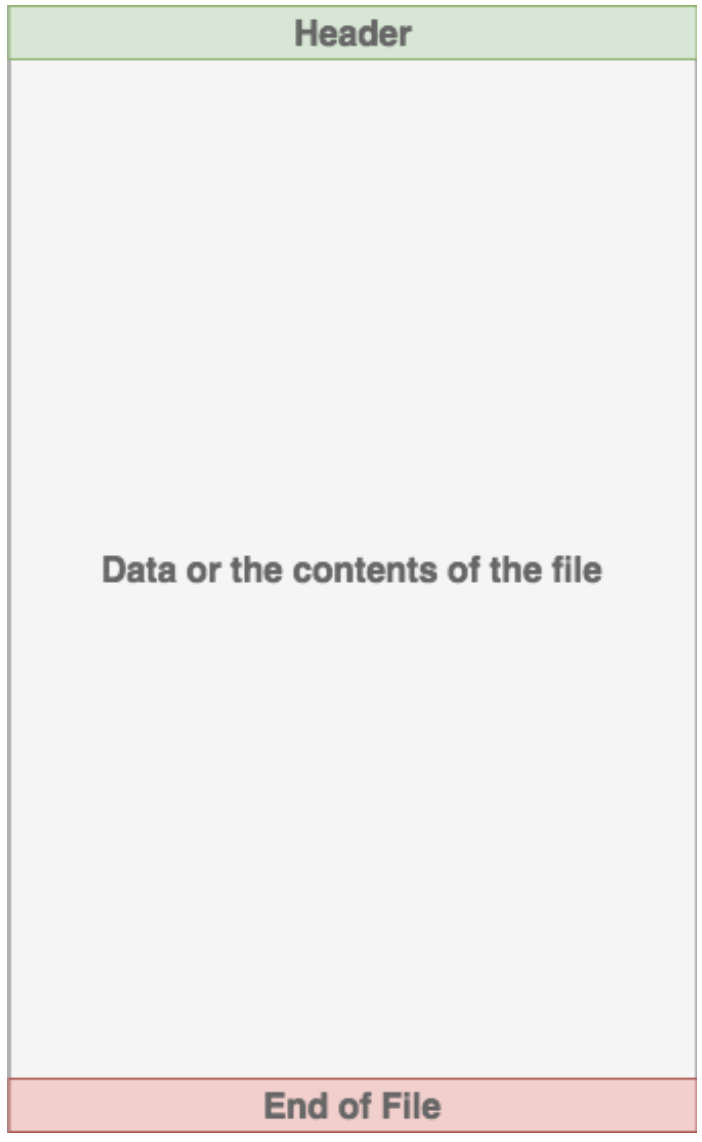 Header
Data or the contents of the file
End of File